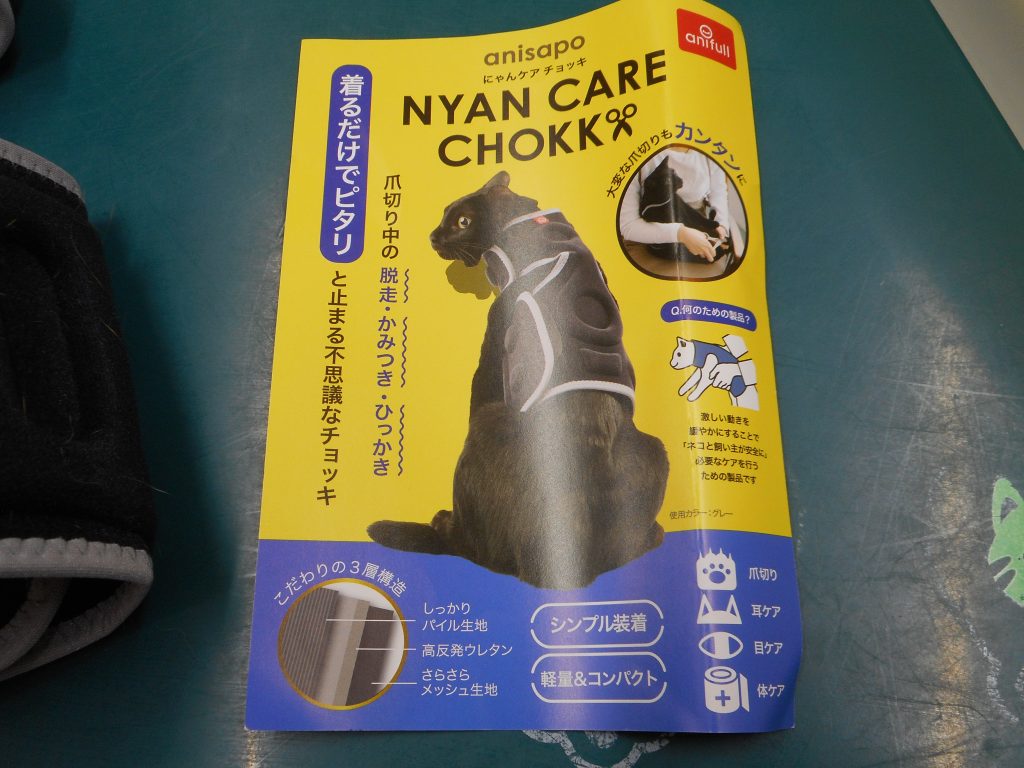 anifull
anisapo
にゃんケア チョッキ
NYAN CARE
CHOKKi
大変な爪切りもカンタンに
着るだけでピタリ
と止まる不思議なチョッキ
爪切り中の脱走・かみつき・ひっかき
Q.何のための製品？
激しい動きを
緩やかにすることで
「ネコと飼い主が安全に」
必要なケアを行う
ための製品です
使用カラー：グレー
こだわりの3層構造
しっかり
パイル生地
高反発ウレタン
さらさら
メッシュ生地
シンプル装着
軽量&コンパクト
爪切り
耳ケア
目ケア
体ケア